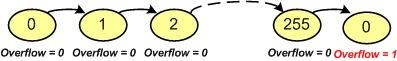 0 1 2 255 0
Overflow = 0 Overflow = 0 Overflow = 0 Overflow = 0 Overflow = 1